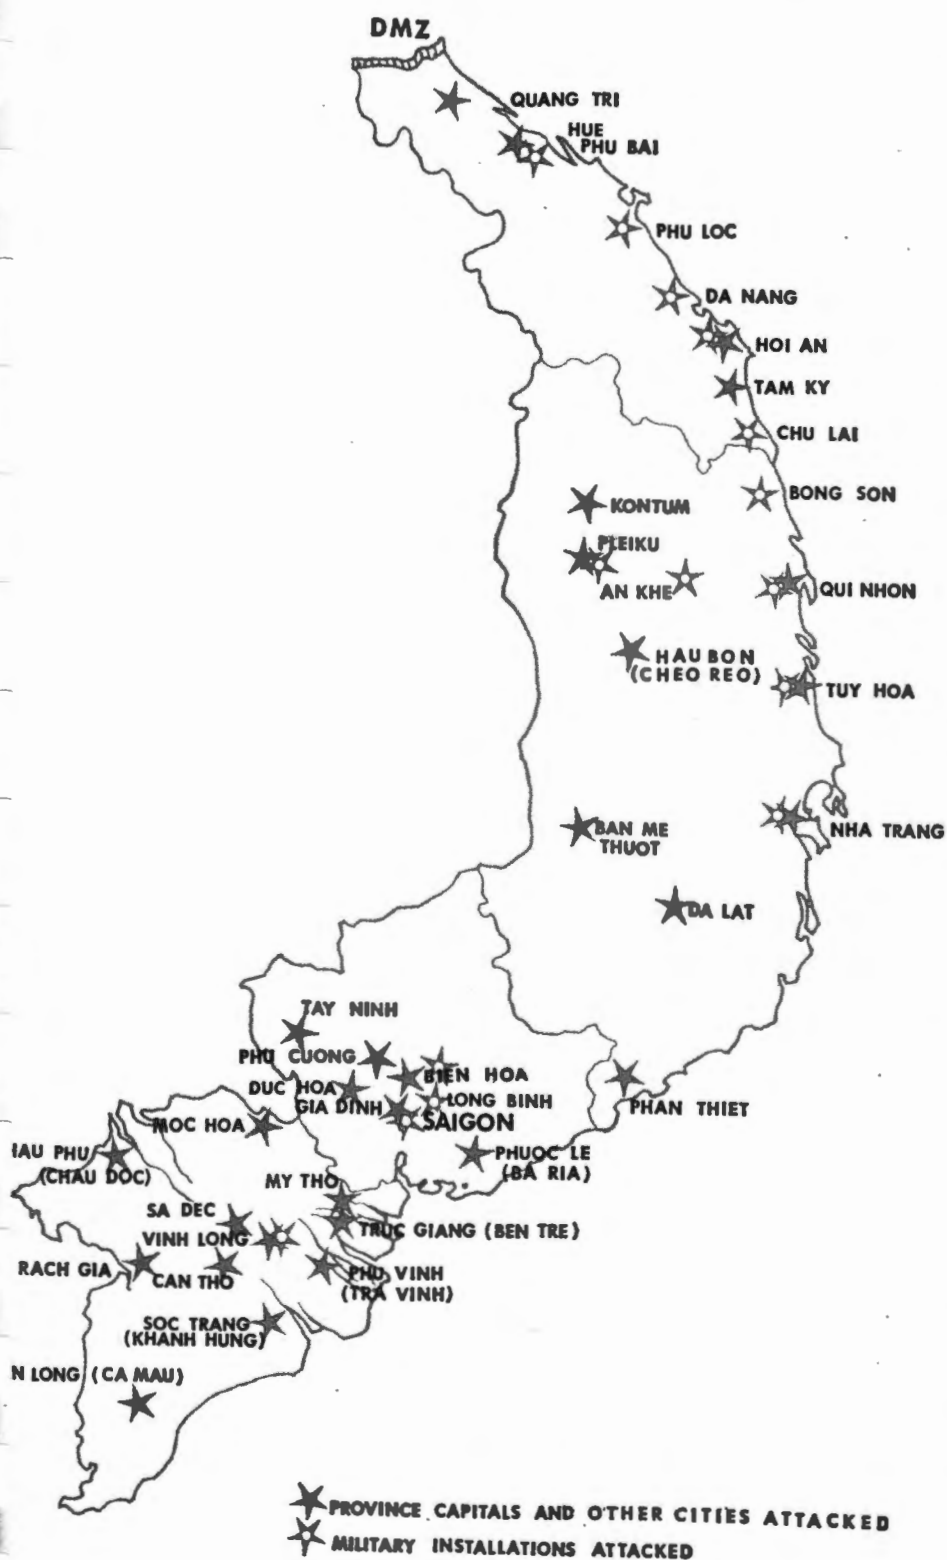 DMZ
QUANG TRI
HUE
PHU BAI
PHU LOC
DA NANG
HOI AN
TAM KY
CHU LAI
BONG SON
KONTUM
PLEIKU
AN KHE
QUI NHON
HAU BON
(CHEO REO)
TUY HOA
BAN ME
THUOT
NHA TRANG
DA LAT
TAY NINH
PHU CUONG
BIEN HOA
DUC HOA
LONG BINH
GIA DINH
SAIGON
PHAN THIET
MOC HOA
PHUOC LE
(BA RIA)
IAU PHU
(CHAU DOC)
MY THO
SA DEC
TRUC GIANG (BEN TRE)
VINH LONG
RACH GIA
CAN THO
PHU VINH
(TRA VINH)
SOC TRANG
(KHANH HUNG)
N LONG (CA MAU)
PROVINCE CAPITALS AND OTHER CITIES ATTACKED
MILITARY INSTALLATIONS ATTACKED